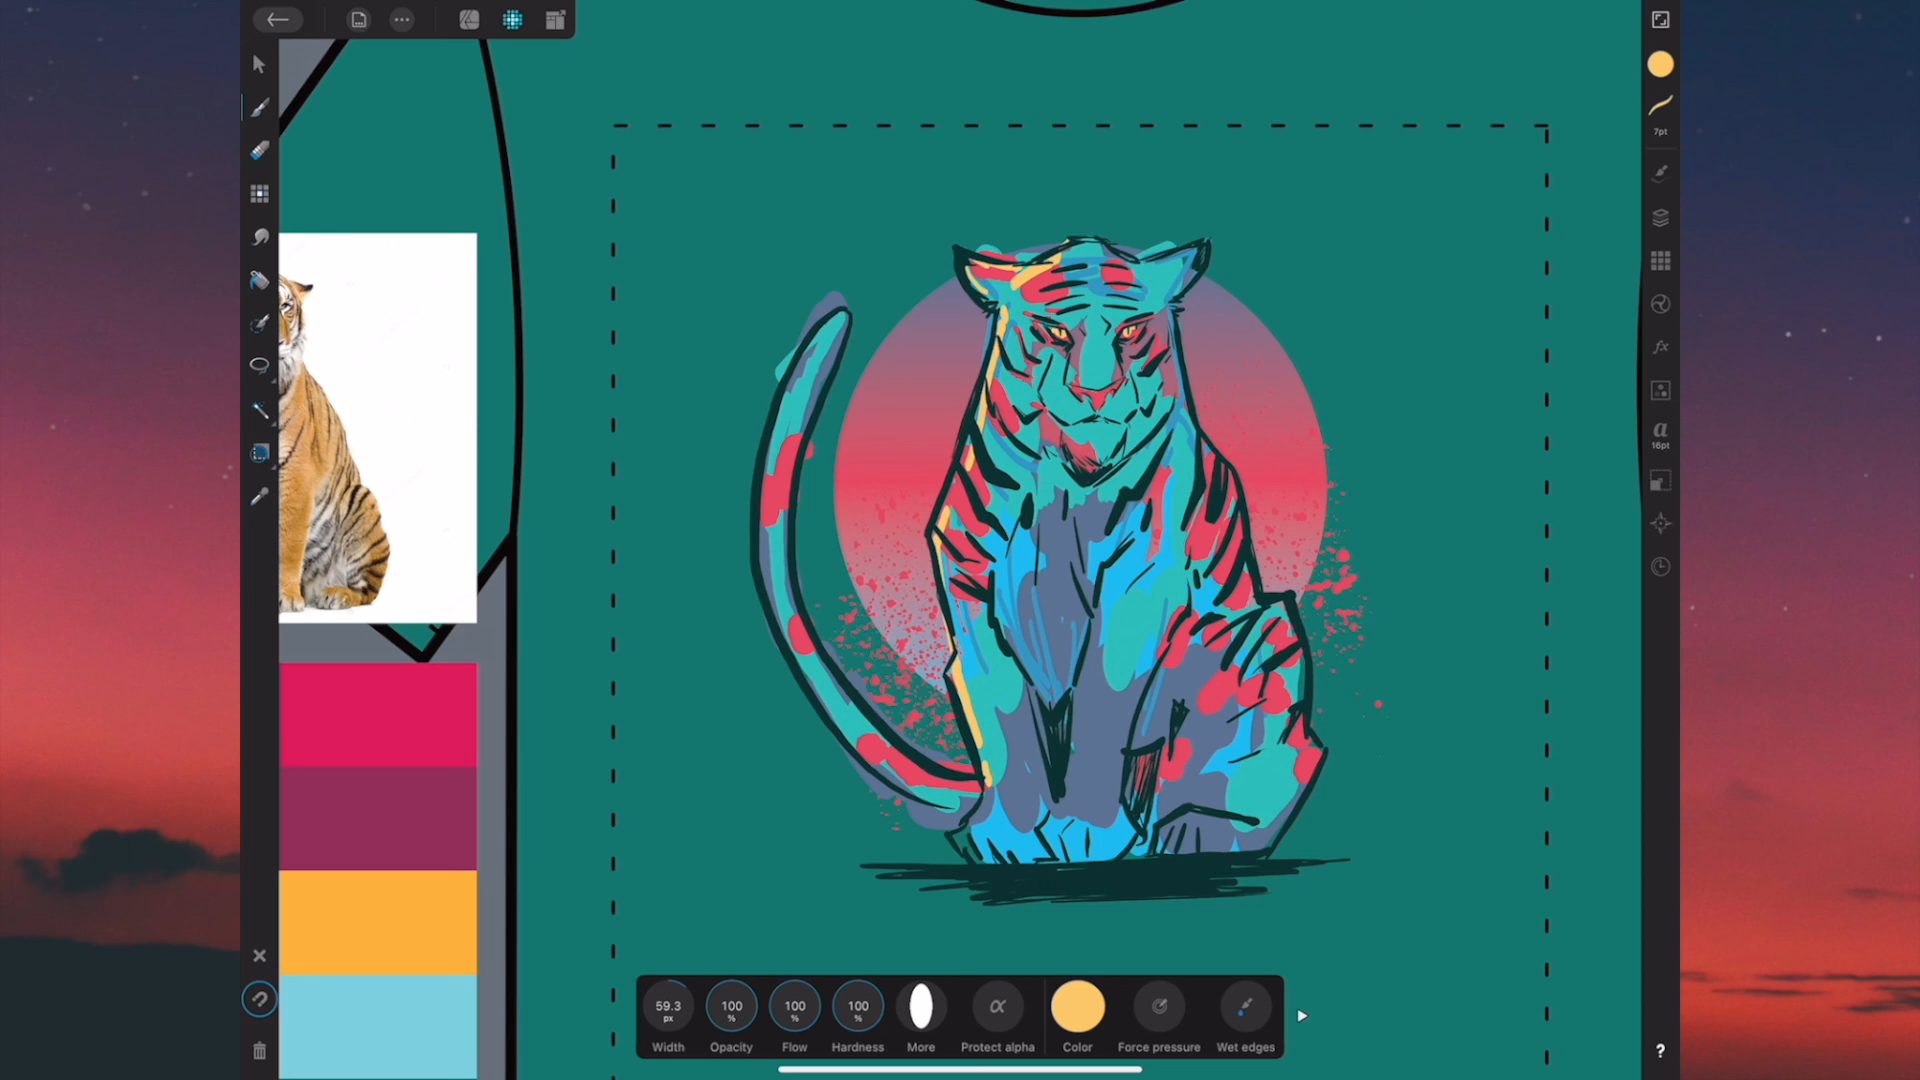 7pt
a
16pt
59.3
px
100
%
100
%
100
%
α
Width
Opacity
Flow
Hardness
More
Protect alpha
Color
Force pressure
Wet edges
fx
?